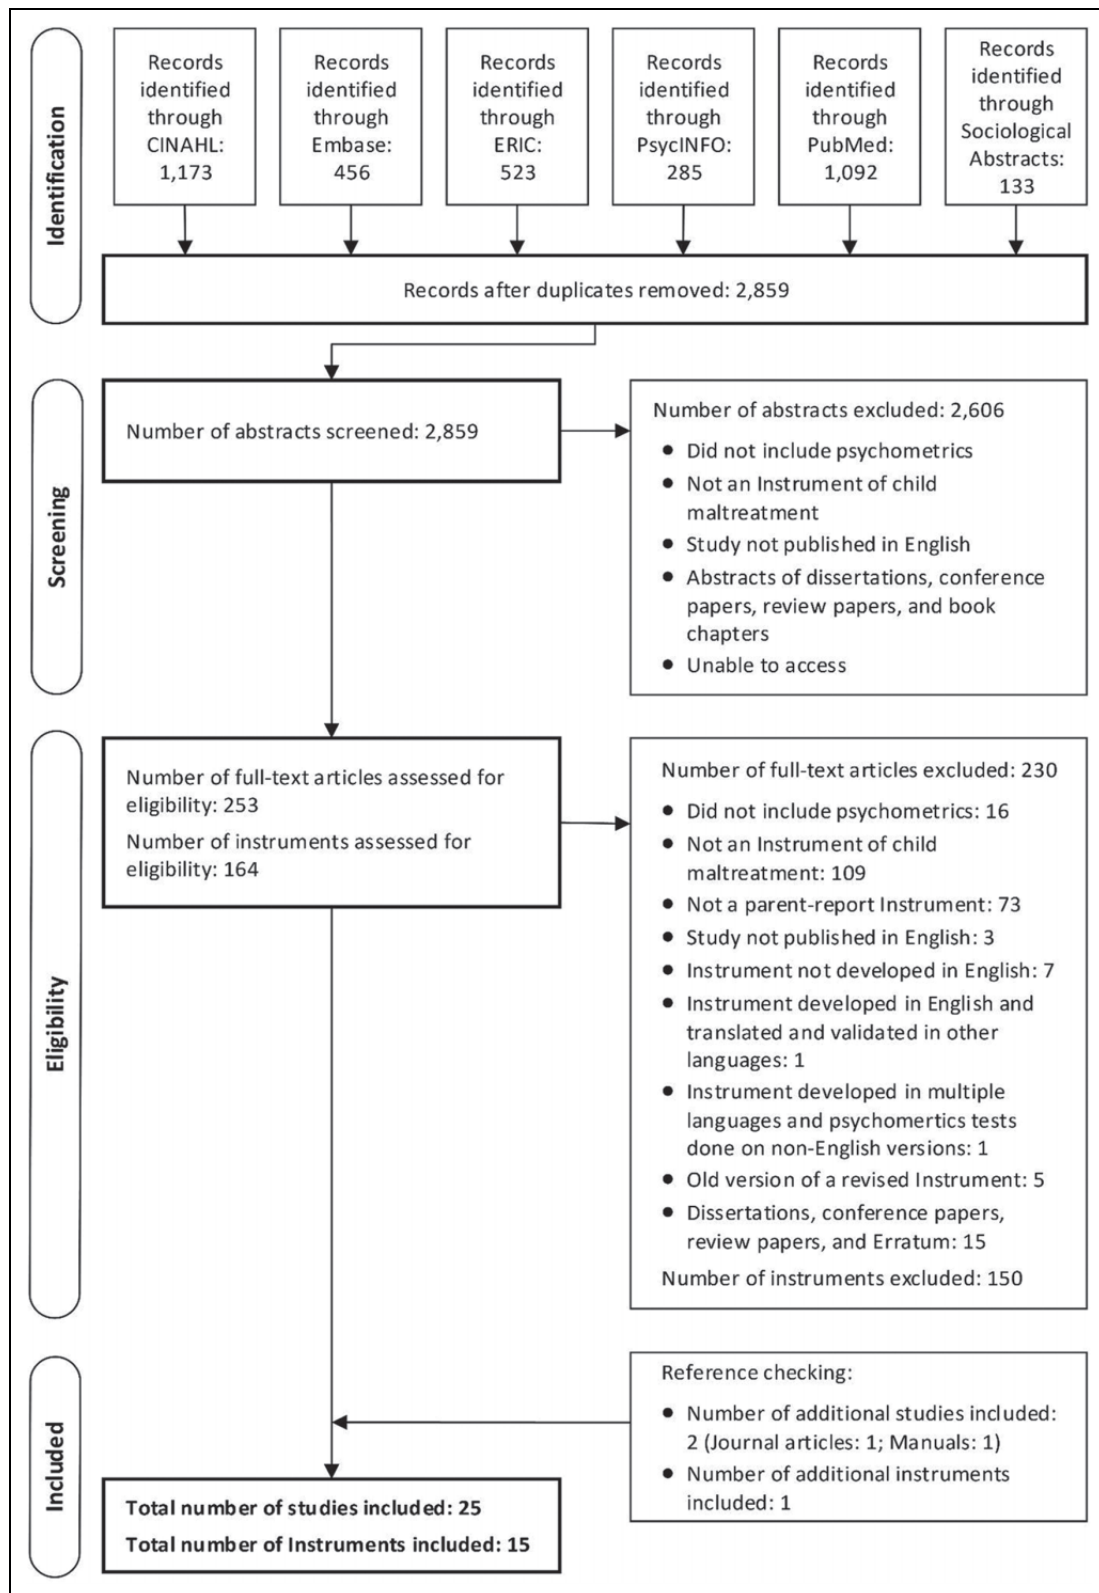 Identification
Records
identified
through
CINAHL:
1,173
Records
identified
through
Embase:
456
Records
identified
through
ERIC:
523
Records
identified
through
PsycINFO:
285
Records
identified
through
PubMed:
1,092
Records
identified
through
Sociological
Abstracts:
133
Records after duplicates removed: 2,859
Screening
Number of abstracts screened: 2,859
Number of abstracts excluded: 2,606
• Did not include psychometrics
• Not an Instrument of child
maltreatment
• Study not published in English
• Abstracts of dissertations, conference
papers, review papers, and book
chapters
• Unable to access
Eligibility
Number of full-text articles assessed for
eligibility: 253
Number of instruments assessed for
eligibility: 164
Number of full-text articles excluded: 230
• Did not include psychometrics: 16
• Not an Instrument of child
maltreatment: 109
• Not a parent-report Instrument: 73
• Study not published in English: 3
• Instrument not developed in English: 7
• Instrument developed in English and
translated and validated in other
languages: 1
• Instrument developed in multiple
languages and psychomertics tests
done on non-English versions: 1
• Old version of a revised Instrument: 5
• Dissertations, conference papers,
review papers, and Erratum: 15
Number of instruments excluded: 150
Included
Reference checking:
• Number of additional studies included:
2 (Journal articles: 1; Manuals: 1)
• Number of additional instruments
included: 1
Total number of studies included: 25
Total number of Instruments included: 15